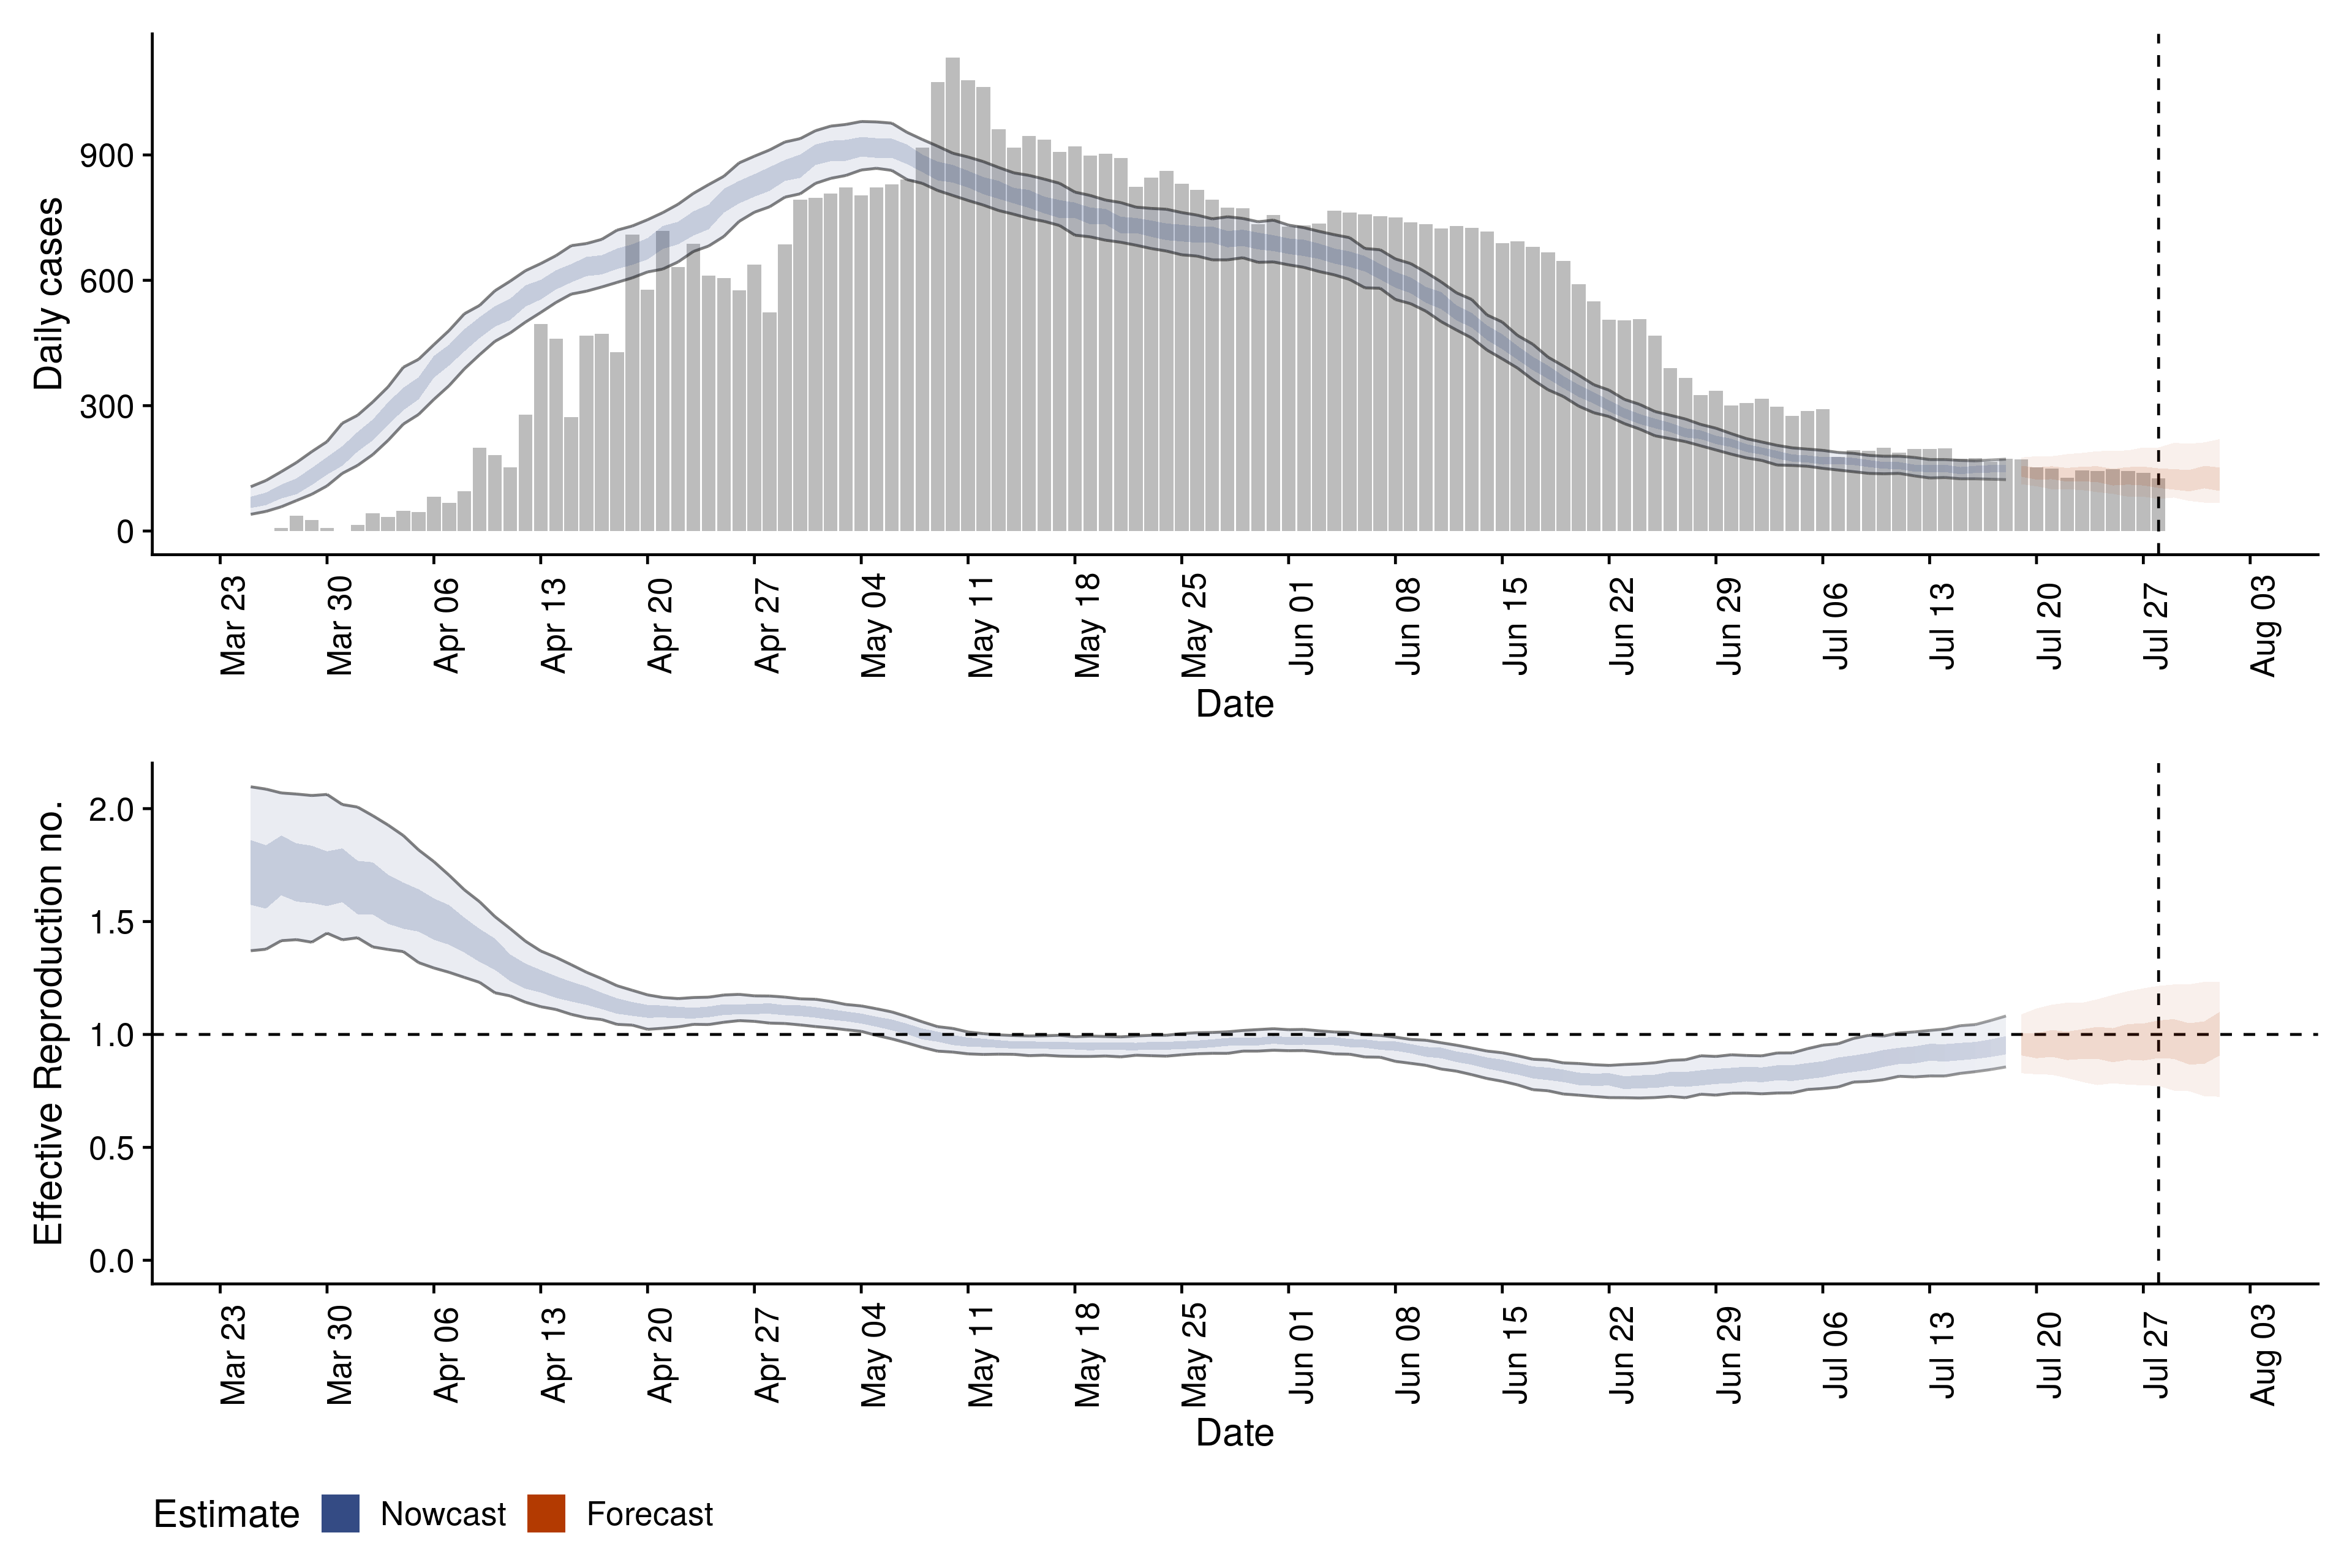 Daily cases
900
600
300
0
Mar 23
Mar 30
Apr 06
Apr 13
Apr 20
Apr 27
May 04
May 11
May 18
May 25
Jun 01
Jun 08
Jun 15
Jun 22
Jun 29
Jul 06
Jul 13
Jul 20
Jul 27
Aug 03
Date
Effective Reproduction no.
2.0
1.5
1.0
0.5
0.0
Mar 23
Mar 30
Apr 06
Apr 13
Apr 20
Apr 27
May 04
May 11
May 18
May 25
Jun 01
Jun 08
Jun 15
Jun 22
Jun 29
Jul 06
Jul 13
Jul 20
Jul 27
Aug 03
Date
Estimate Nowcast Forecast